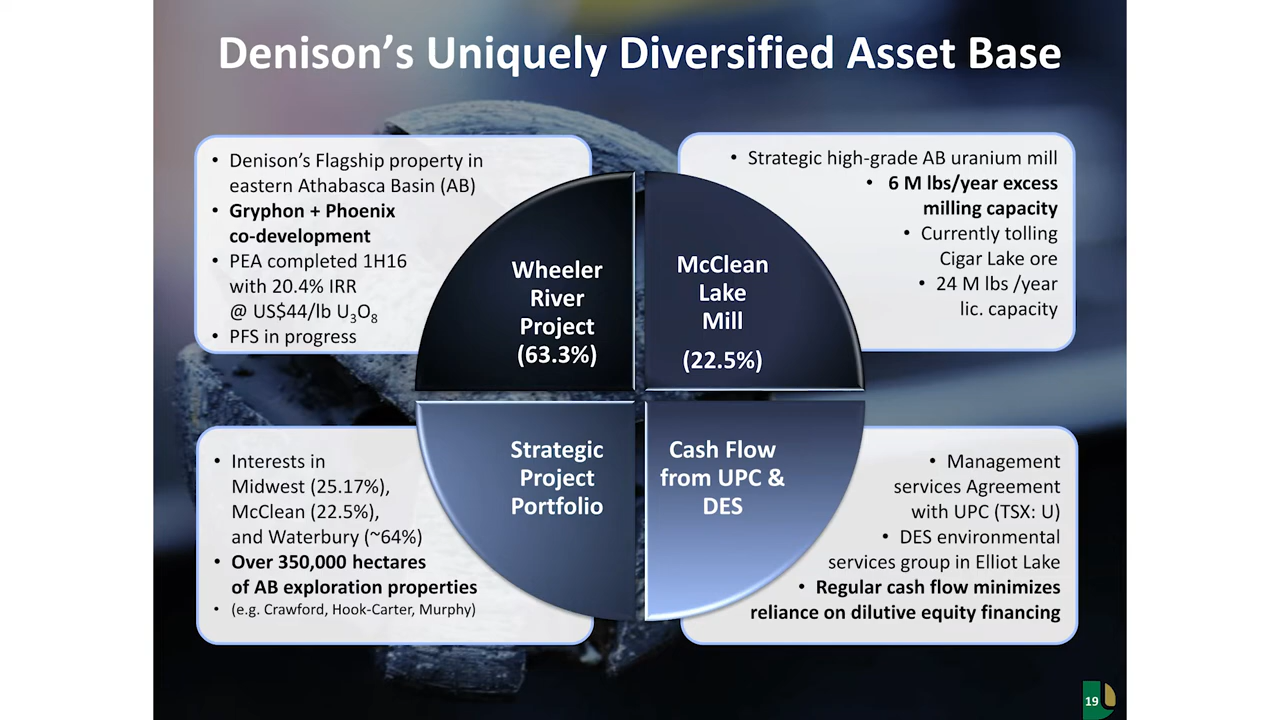 Denison’s Uniquely Diversified Asset Base
• Denison’s Flagship property in
eastern Athabasca Basin (AB)
• Gryphon + Phoenix
co-development
• PEA completed 1H16
with 20.4% IRR
@ US$44/lb U₃O₈
• PFS in progress
Wheeler
River
Project
(63.3%)
McClean
Lake
Mill
(22.5%)
• Strategic high-grade AB uranium mill
• 6 M lbs/year excess
milling capacity
• Currently tolling
Cigar Lake ore
• 24 M lbs /year
lic. capacity
• Interests in
Midwest (25.17%),
McClean (22.5%),
and Waterbury (~64%)
• Over 350,000 hectares
of AB exploration properties
• (e.g. Crawford, Hook-Carter, Murphy)
Strategic
Project
Portfolio
Cash Flow
from UPC &
DES
• Management
services Agreement
with UPC (TSX: U)
• DES environmental
services group in Elliot Lake
• Regular cash flow minimizes
reliance on dilutive equity financing
19